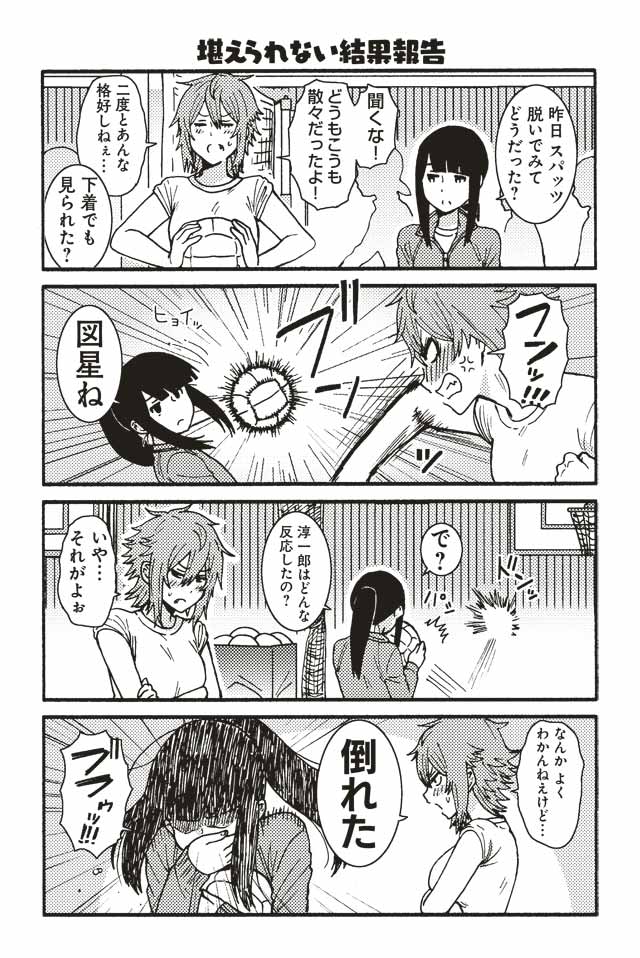 堪えられない結果報告
昨日 スパッツ
脱いでみて
どうだった?
聞くな!
どうもこうも
散々だったよ!
二度とあんな
格好しねぇ…
下着でも
見られた?
フンッ!!
ブン
ヒョイッ
図星ね
ドンッ
で?
パシッ
淳一郎はどんな
反応したの?
いや…
それがよぉ
なんか よく
わかんねえけど…
倒れた
ブフゥッ!!!